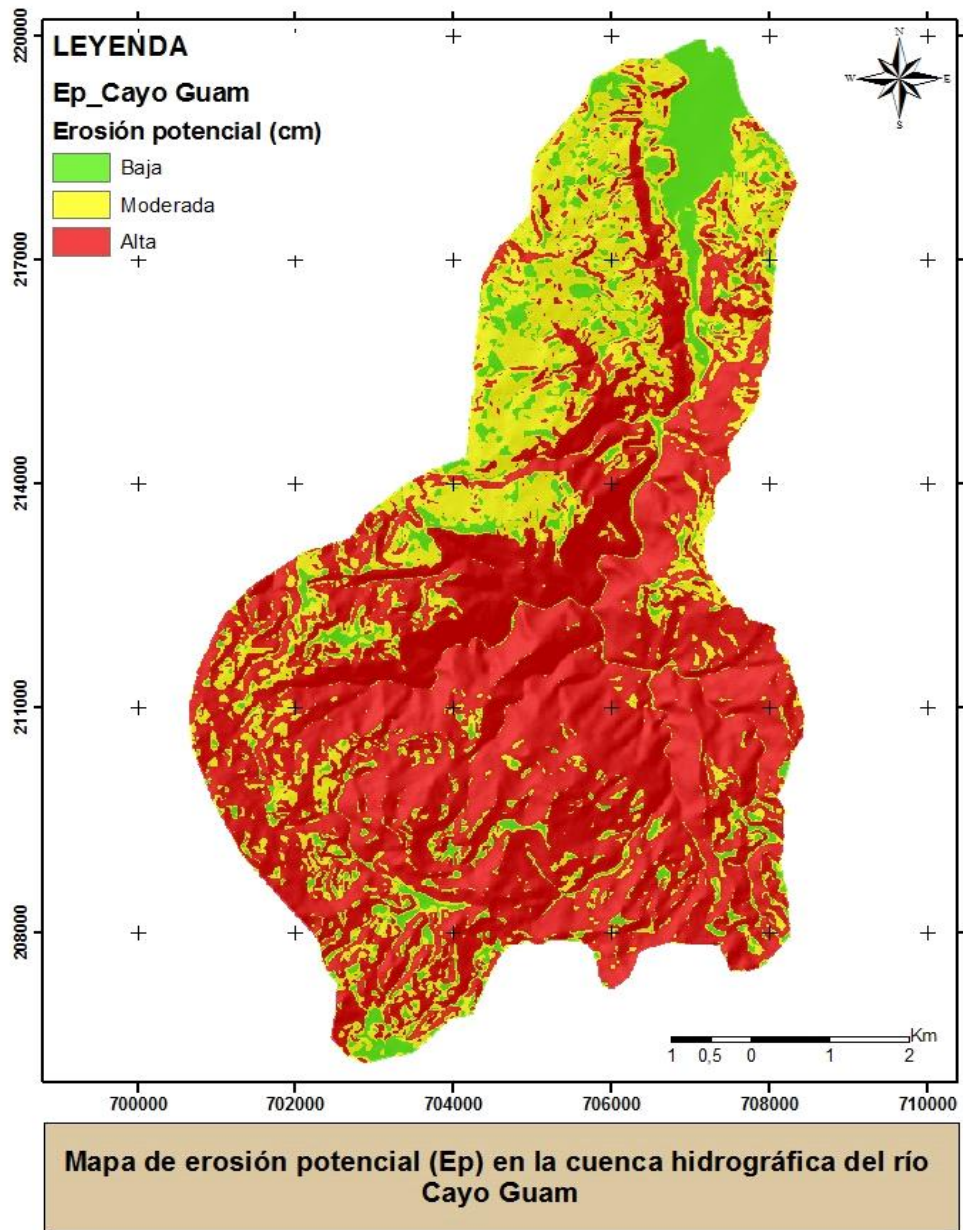 LEYENDA
Ep_Cayo Guam
Erosión potencial (cm)
Baja
Moderada
Alta
N
W
E
S
220000
217000
214000
211000
208000
Km
1 0,5 0 1 2
700000 702000 704000 706000 708000 710000
Mapa de erosión potencial (Ep) en la cuenca hidrográfica del río
Cayo Guam